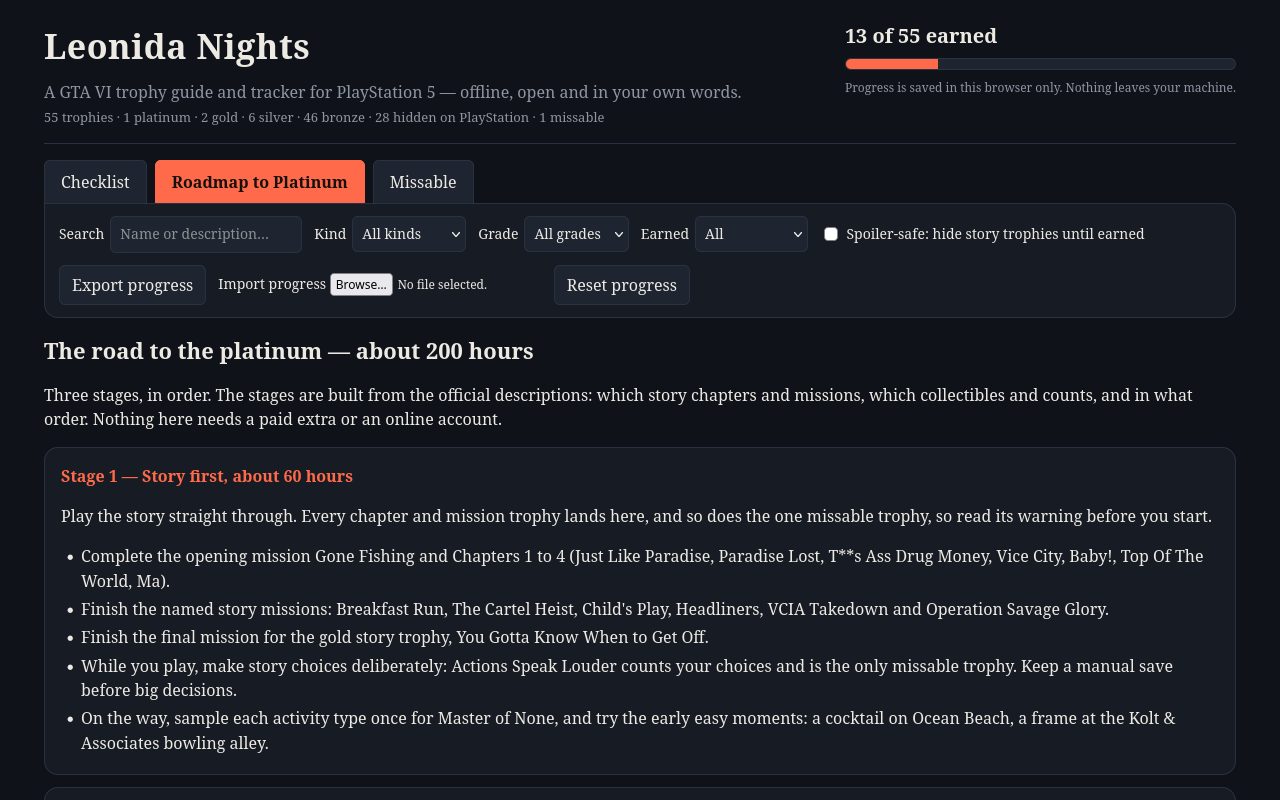 Leonida Nights
A GTA VI trophy guide and tracker for PlayStation 5 — offline, open and in your own words.
55 trophies · 1 platinum · 2 gold · 6 silver · 46 bronze · 28 hidden on PlayStation · 1 missable
13 of 55 earned
Progress is saved in this browser only. Nothing leaves your machine.
Checklist Roadmap to Platinum Missable
Search Name or description... Kind All kinds Grade All grades Earned All Spoiler-safe: hide story trophies until earned
Export progress Import progress Browse... No file selected. Reset progress
The road to the platinum — about 200 hours
Three stages, in order. The stages are built from the official descriptions: which story chapters and missions, which collectibles and counts, and in what
order. Nothing here needs a paid extra or an online account.
Stage 1 — Story first, about 60 hours
Play the story straight through. Every chapter and mission trophy lands here, and so does the one missable trophy, so read its warning before you start.
• Complete the opening mission Gone Fishing and Chapters 1 to 4 (Just Like Paradise, Paradise Lost, T**s Ass Drug Money, Vice City, Baby!, Top Of The
World, Ma).
• Finish the named story missions: Breakfast Run, The Cartel Heist, Child's Play, Headliners, VCIA Takedown and Operation Savage Glory.
• Finish the final mission for the gold story trophy, You Gotta Know When to Get Off.
• While you play, make story choices deliberately: Actions Speak Louder counts your choices and is the only missable trophy. Keep a manual save
before big decisions.
• On the way, sample each activity type once for Master of None, and try the early easy moments: a cocktail on Ocean Beach, a frame at the Kolt &
Associates bowling alley.